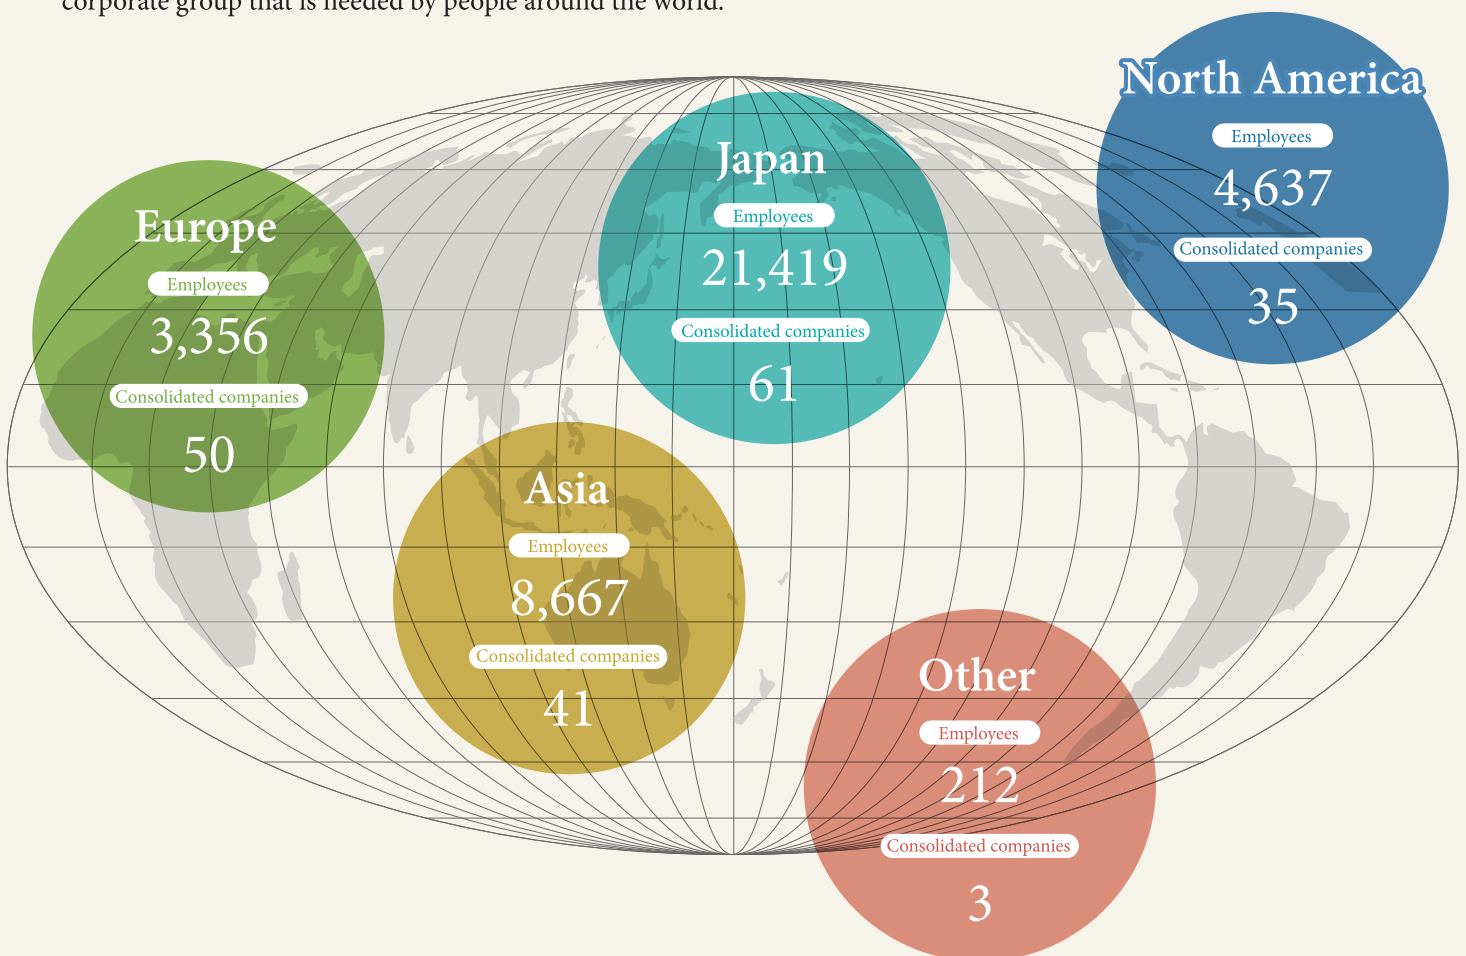 corporate group that is needed by people around the world.
North America
Employees
4,637
Consolidated companies
35
Japan
Employees
21,419
Consolidated companies
61
Europe
Employees
3,356
Consolidated companies
50
Asia
Employees
8,667
Consolidated companies
41
Other
Employees
212
Consolidated companies
3